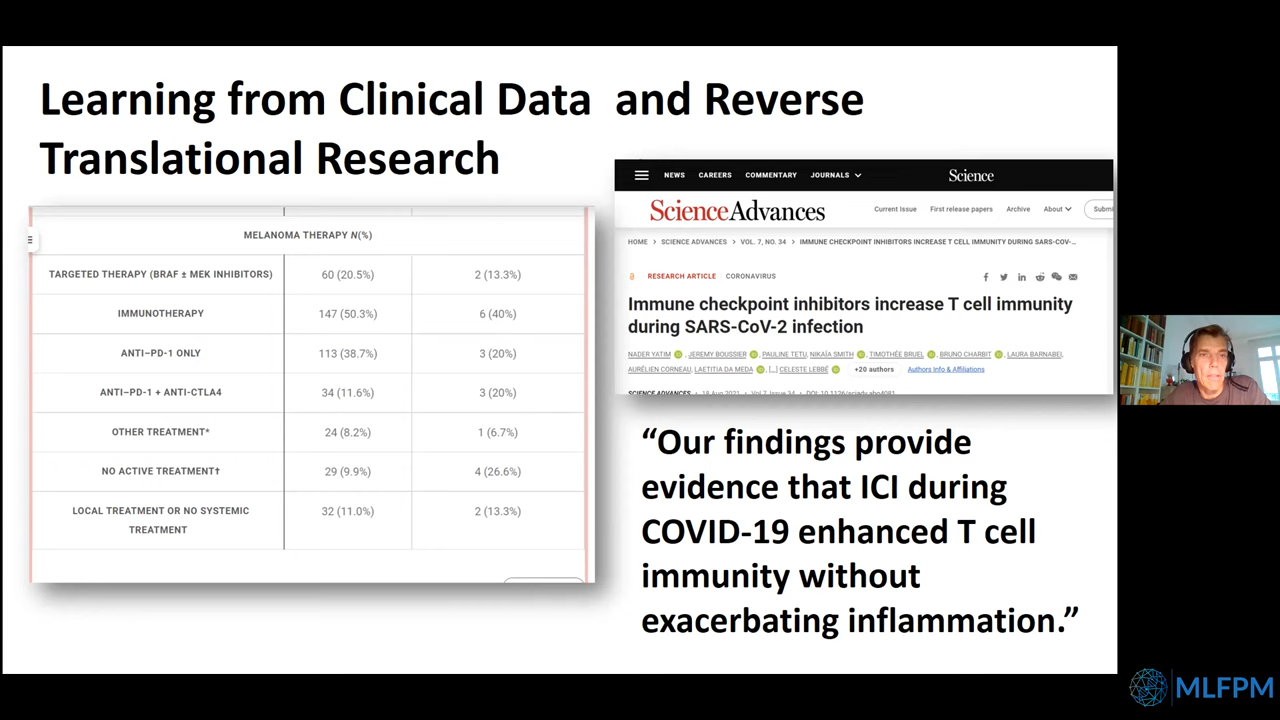 Learning from Clinical Data and Reverse
Translational Research
MELANOMA THERAPY N(%)
TARGETED THERAPY (BRAF ± MEK INHIBITORS) 60 (20.5%) 2 (13.3%)
IMMUNOTHERAPY 147 (50.3%) 6 (40%)
ANTI–PD-1 ONLY 113 (38.7%) 3 (20%)
ANTI–PD-1 + ANTI-CTLA4 34 (11.6%) 3 (20%)
OTHER TREATMENT* 24 (8.2%) 1 (6.7%)
NO ACTIVE TREATMENT† 29 (9.9%) 4 (26.6%)
LOCAL TREATMENT OR NO SYSTEMIC
TREATMENT 32 (11.0%) 2 (13.3%)
NEWS CAREERS COMMENTARY JOURNALS Science
ScienceAdvances Current Issue First release papers Archive About
HOME > SCIENCE ADVANCES > VOL. 7, NO. 34 > IMMUNE CHECKPOINT INHIBITORS INCREASE T CELL IMMUNITY DURING SARS-COV-...
RESEARCH ARTICLE CORONAVIRUS
Immune checkpoint inhibitors increase T cell immunity
during SARS-CoV-2 infection
NADER YATIM, JEREMY BOUSSIER, PAULINE TETU, NIKAÏA SMITH, TIMOTHÉE BRUEL, BRUNO CHARBIT, LAURA BARNABEI,
AURÉLIEN CORNEAU, LAETITIA DA MEDA, [...] CELESTE LEBBÉ +20 authors Authors Info & Affiliations
“Our findings provide
evidence that ICI during
COVID-19 enhanced T cell
immunity without
exacerbating inflammation.”
MLFPM